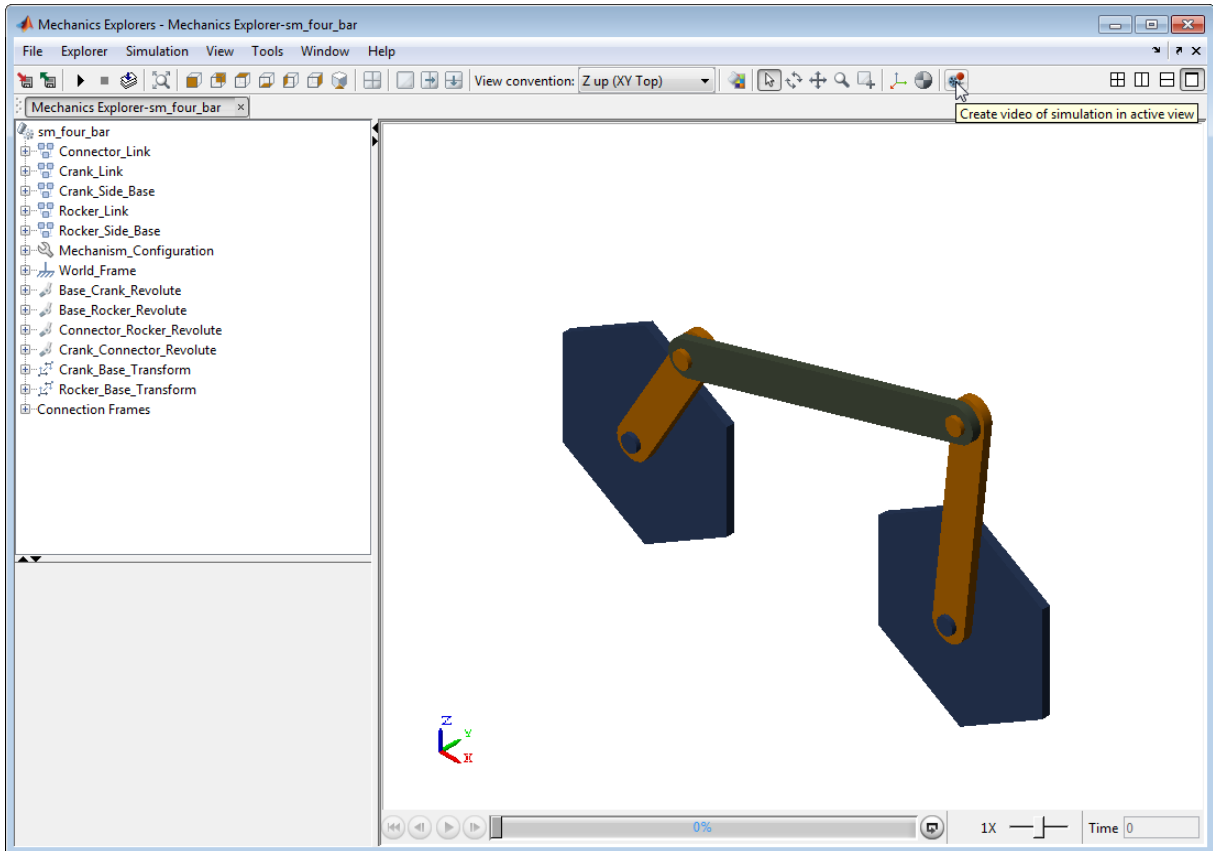 Mechanics Explorers - Mechanics Explorer-sm_four_bar
File Explorer Simulation View Tools Window Help
View convention: Z up (XY Top)
Mechanics Explorer-sm_four_bar
Create video of simulation in active view
sm_four_bar
Connector_Link
Crank_Link
Crank_Side_Base
Rocker_Link
Rocker_Side_Base
Mechanism_Configuration
World_Frame
Base_Crank_Revolute
Base_Rocker_Revolute
Connector_Rocker_Revolute
Crank_Connector_Revolute
Crank_Base_Transform
Rocker_Base_Transform
Connection Frames
Z
Y
X
0% 1X Time 0